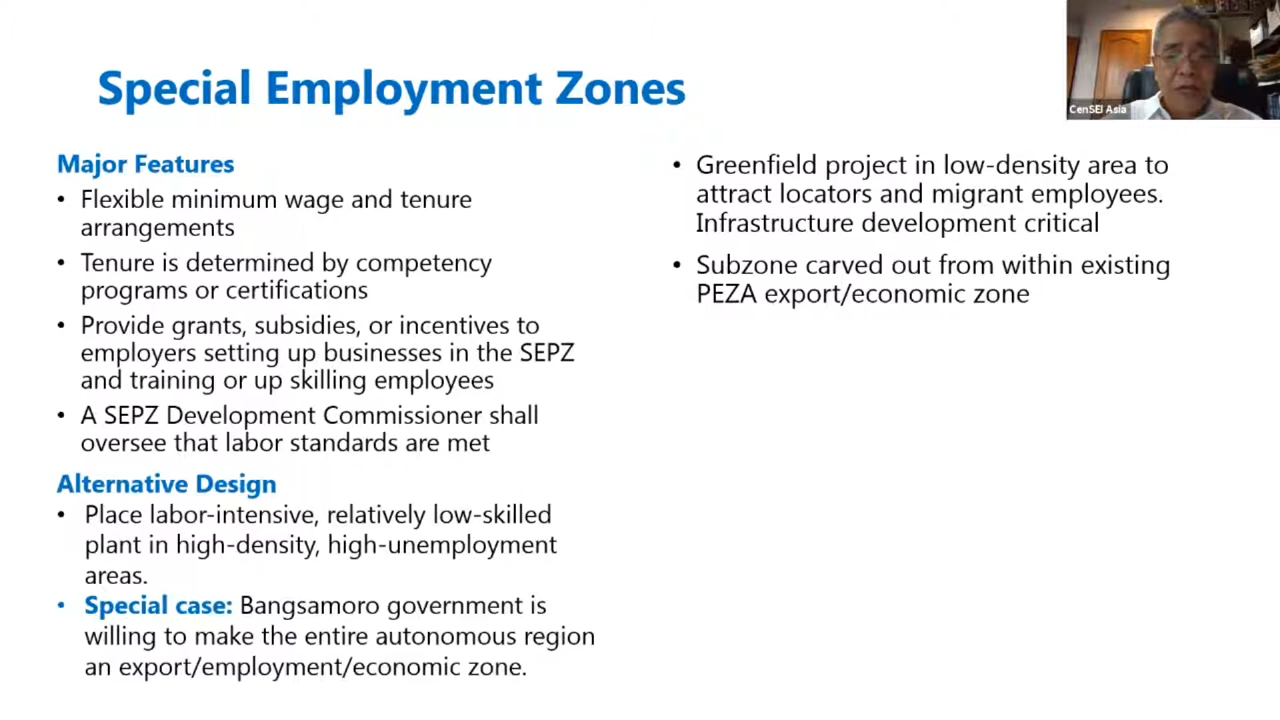 Special Employment Zones
CenSEI Asia
Major Features
• Flexible minimum wage and tenure
arrangements
• Tenure is determined by competency
programs or certifications
• Provide grants, subsidies, or incentives to
employers setting up businesses in the SEPZ
and training or up skilling employees
• A SEPZ Development Commissioner shall
oversee that labor standards are met
Alternative Design
• Place labor-intensive, relatively low-skilled
plant in high-density, high-unemployment
areas.
• Special case: Bangsamoro government is
willing to make the entire autonomous region
an export/employment/economic zone.
• Greenfield project in low-density area to
attract locators and migrant employees.
Infrastructure development critical
• Subzone carved out from within existing
PEZA export/economic zone